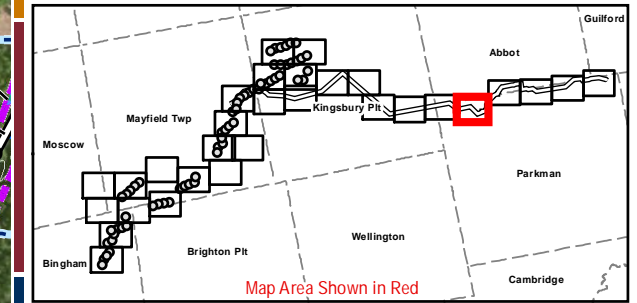 Guilford
Abbot
Kingsbury Plt
Mayfield Twp
Moscow
Parkman
Wellington
Brighton Plt
Bingham
Cambridge
Map Area Shown in Red